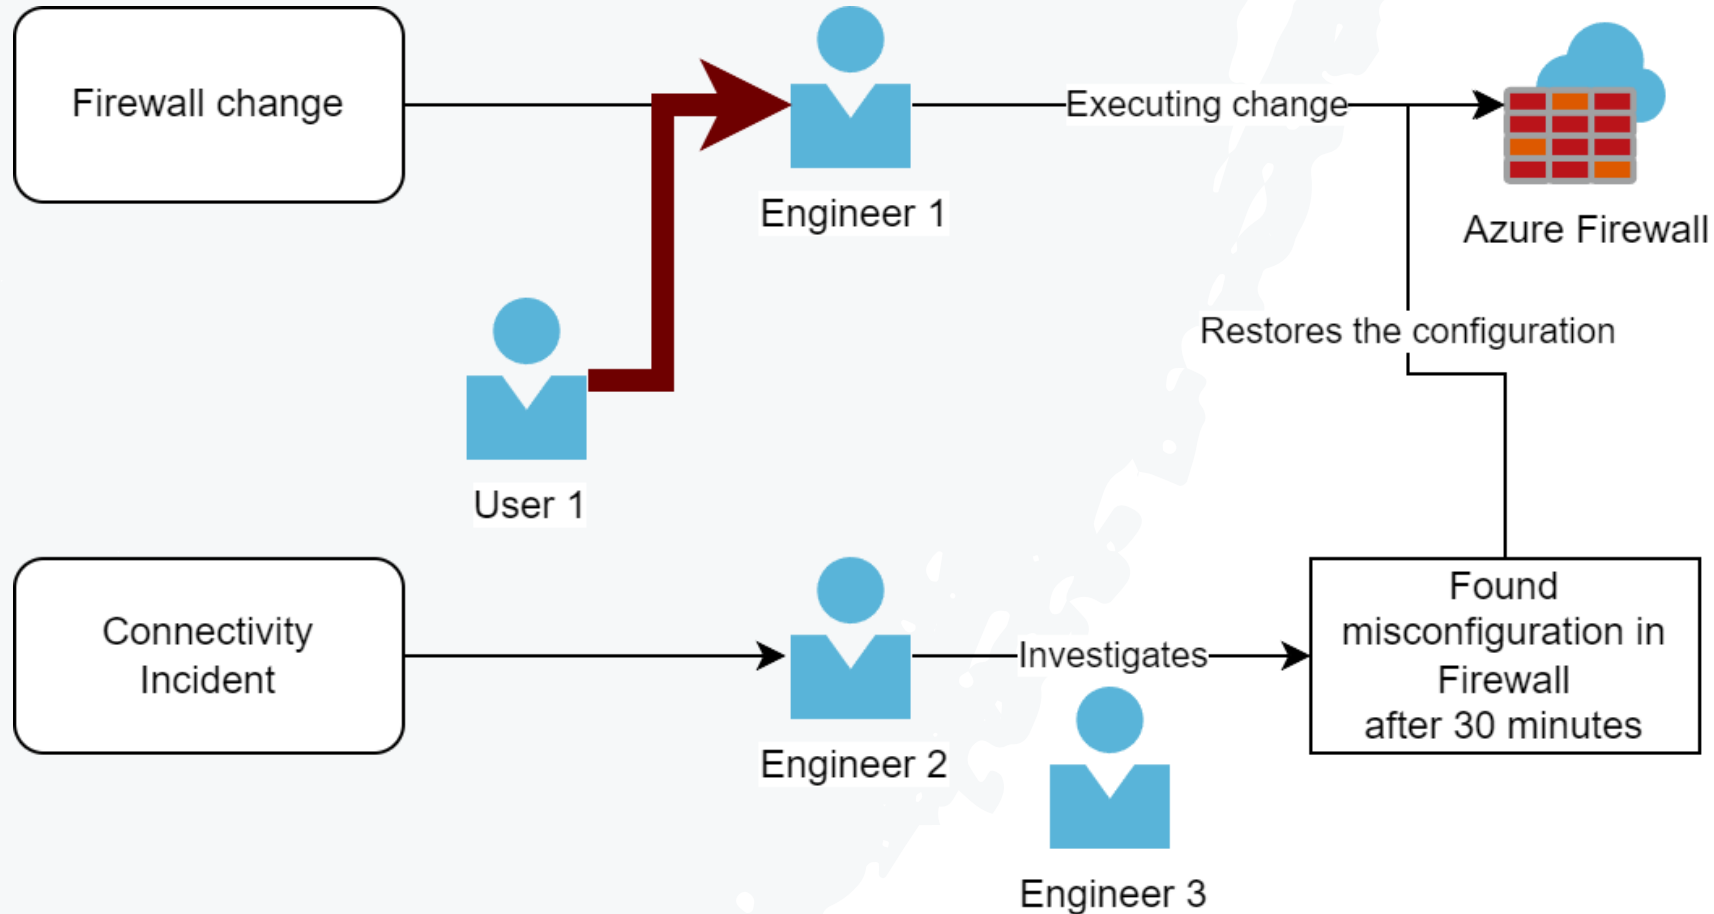 Firewall change
Executing change
Engineer 1
Azure Firewall
Restores the configuration
User 1
Connectivity
Incident
Investigates
Found
misconfiguration in
Firewall
after 30 minutes
Engineer 2
Engineer 3